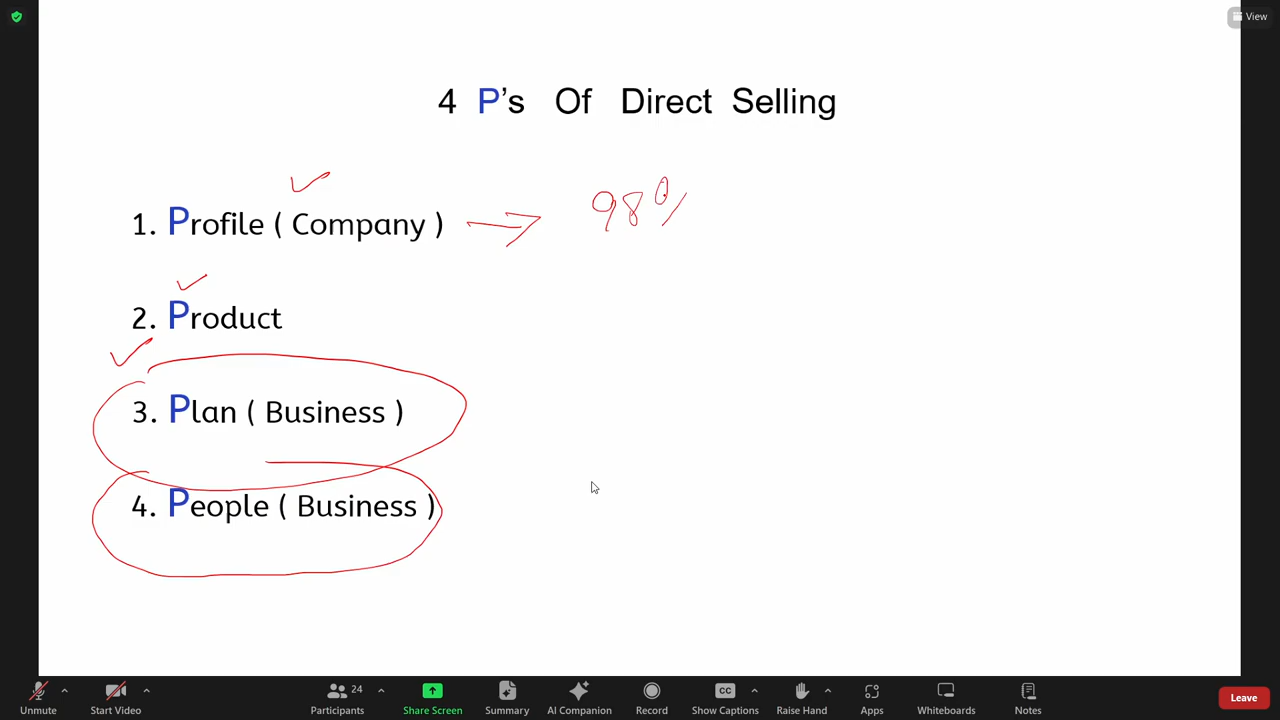 View
4 P's Of Direct Selling
1. Profile ( Company ) → 98%
2. Product
3. Plan ( Business )
4. People ( Business )
Unmute Start Video Participants 24 Share Screen Summary AI Companion Record CC Show Captions Raise Hand Apps Whiteboards Notes Leave